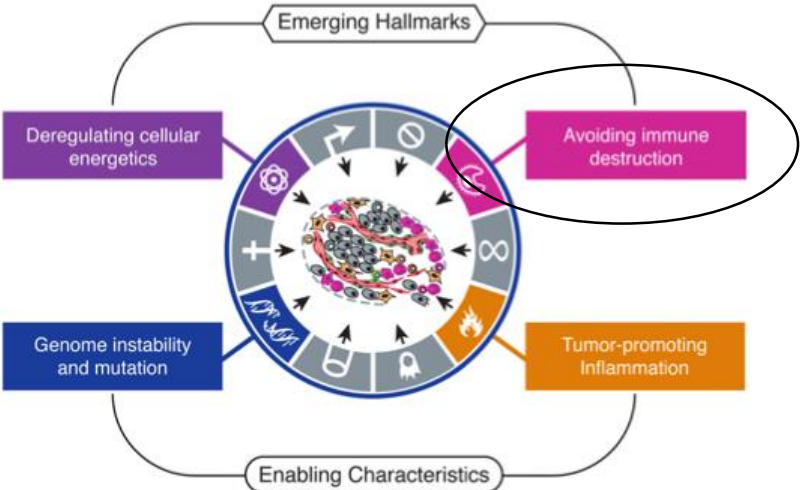 Emerging Hallmarks
Deregulating cellular
energetics
Avoiding immune
destruction
Genome instability
and mutation
Tumor-promoting
Inflammation
Enabling Characteristics